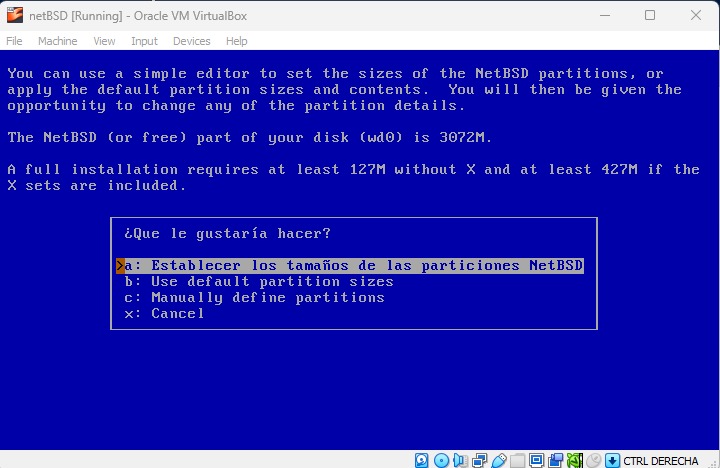 netBSD [Running] - Oracle VM VirtualBox
File Machine View Input Devices Help
You can use a simple editor to set the sizes of the NetBSD partitions, or
apply the default partition sizes and contents.  You will then be given the
opportunity to change any of the partition details.
The NetBSD (or free) part of your disk (wd0) is 3072M.
A full installation requires at least 127M without X and at least 427M if the
X sets are included.
¿Que le gustaría hacer?
>a: Establecer los tamaños de las particiones NetBSD
b: Use default partition sizes
c: Manually define partitions
x: Cancel
CTRL DERECHA